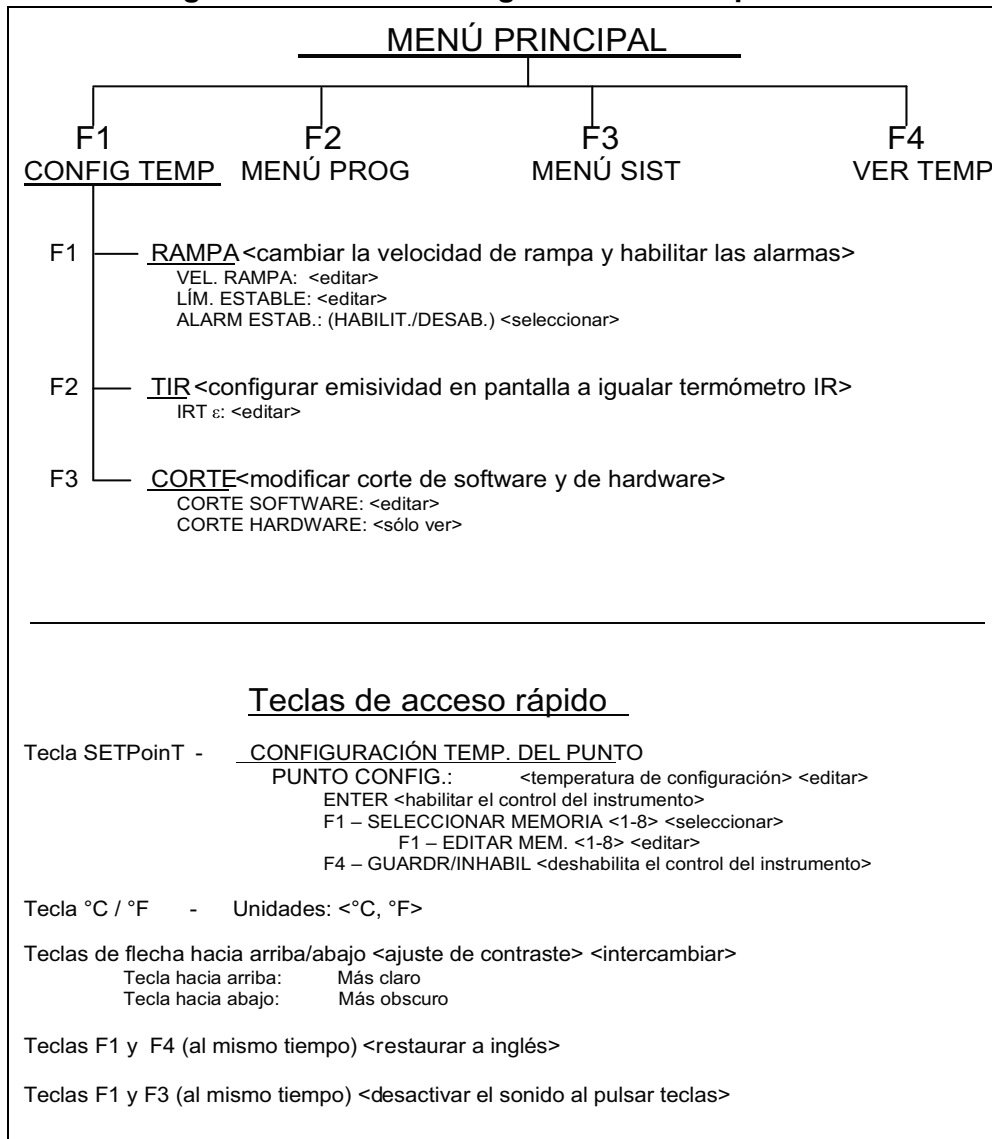 MENÚ PRINCIPAL
F1 F2 F3 F4
CONFIG TEMP MENÚ PROG MENÚ SIST VER TEMP
F1 RAMPA <cambiar la velocidad de rampa y habilitar las alarmas>
VEL. RAMPA: <editar>
LÍM. ESTABLE: <editar>
ALARM ESTAB.: (HABILIT./DESAB.) <seleccionar>
F2 TIR <configurar emisividad en pantalla a igualar termómetro IR>
IRT ε: <editar>
F3 CORTE <modificar corte de software y de hardware>
CORTE SOFTWARE: <editar>
CORTE HARDWARE: <sólo ver>
Teclas de acceso rápido
Tecla SETPoinT - CONFIGURACIÓN TEMP. DEL PUNTO
PUNTO CONFIG.: <temperatura de configuración> <editar>
ENTER <habilitar el control del instrumento>
F1 – SELECCIONAR MEMORIA <1-8> <seleccionar>
F1 – EDITAR MEM. <1-8> <editar>
F4 – GUARDR/INHABIL <deshabilita el control del instrumento>
Tecla °C / °F - Unidades: <°C, °F>
Teclas de flecha hacia arriba/abajo <ajuste de contraste> <intercambiar>
Tecla hacia arriba: Más claro
Tecla hacia abajo: Más obscuro
Teclas F1 y F4 (al mismo tiempo) <restaurar a inglés>
Teclas F1 y F3 (al mismo tiempo) <desactivar el sonido al pulsar teclas>